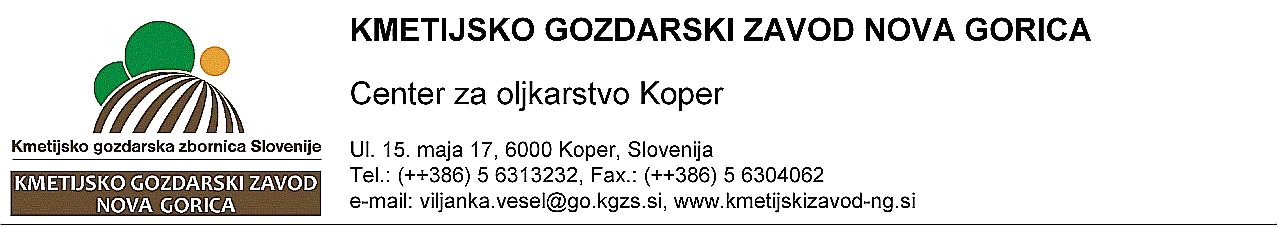 KMETIJSKO GOZDARSKI ZAVOD NOVA GORICA
Center za oljkarstvo Koper
Kmetijsko gozdarska zbornica Slovenije
KMETIJSKO GOZDARSKI ZAVOD
NOVA GORICA
Ul. 15. maja 17, 6000 Koper, Slovenija
Tel.: (++386) 5 6313232, Fax.: (++386) 5 6304062
e-mail: viljanka.vesel@go.kgzs.si, www.kmetijskizavod-ng.si